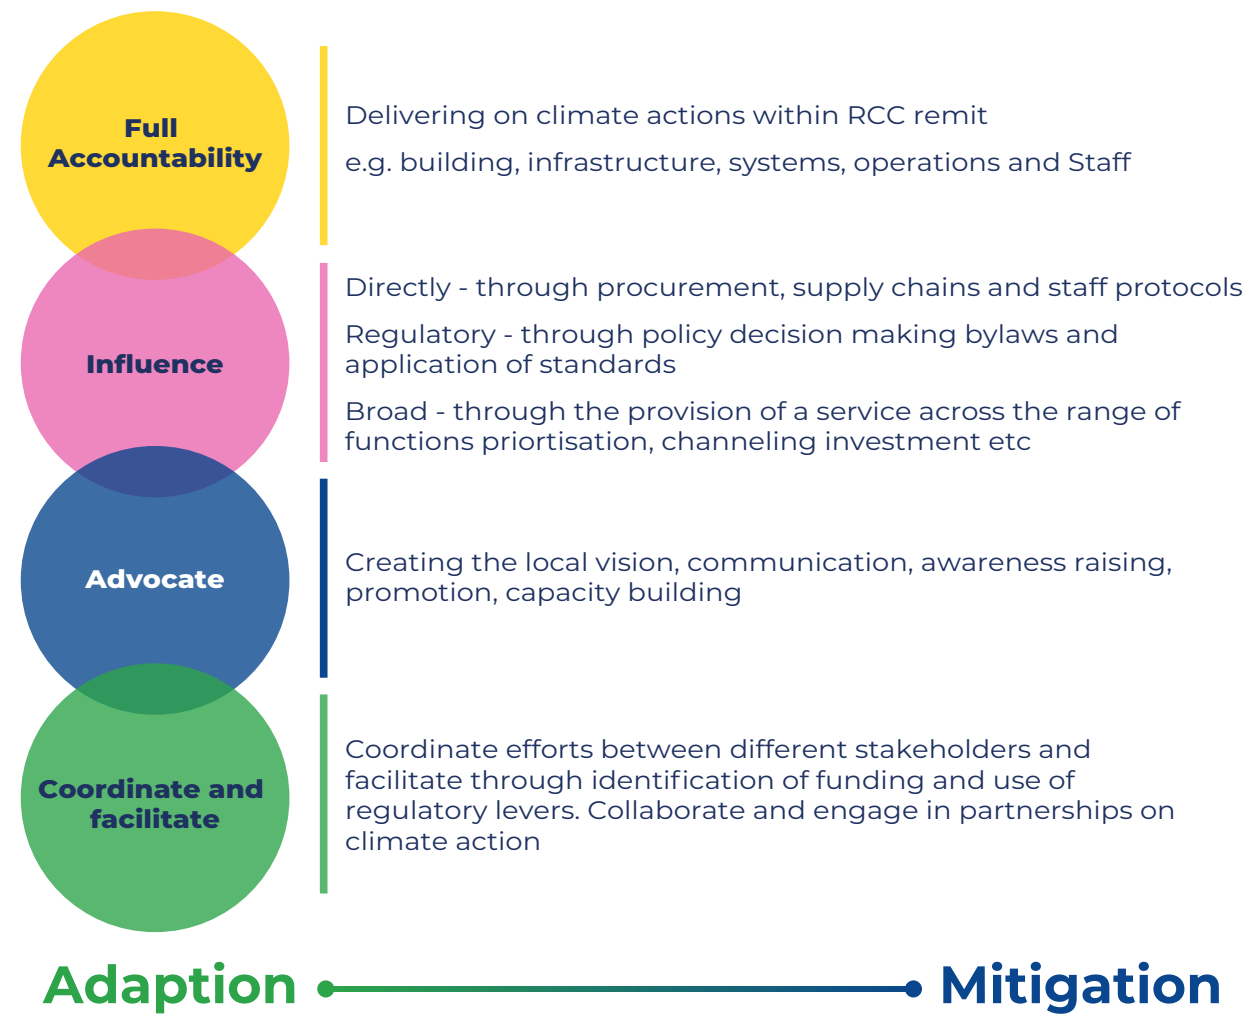 Full
Accountability
Delivering on climate actions within RCC remit
e.g. building, infrastructure, systems, operations and Staff
Influence
Directly - through procurement, supply chains and staff protocols
Regulatory - through policy decision making bylaws and
application of standards
Broad - through the provision of a service across the range of
functions priortisation, channeling investment etc
Advocate
Creating the local vision, communication, awareness raising,
promotion, capacity building
Coordinate and
facilitate
Coordinate efforts between different stakeholders and
facilitate through identification of funding and use of
regulatory levers. Collaborate and engage in partnerships on
climate action
Adaption
Mitigation